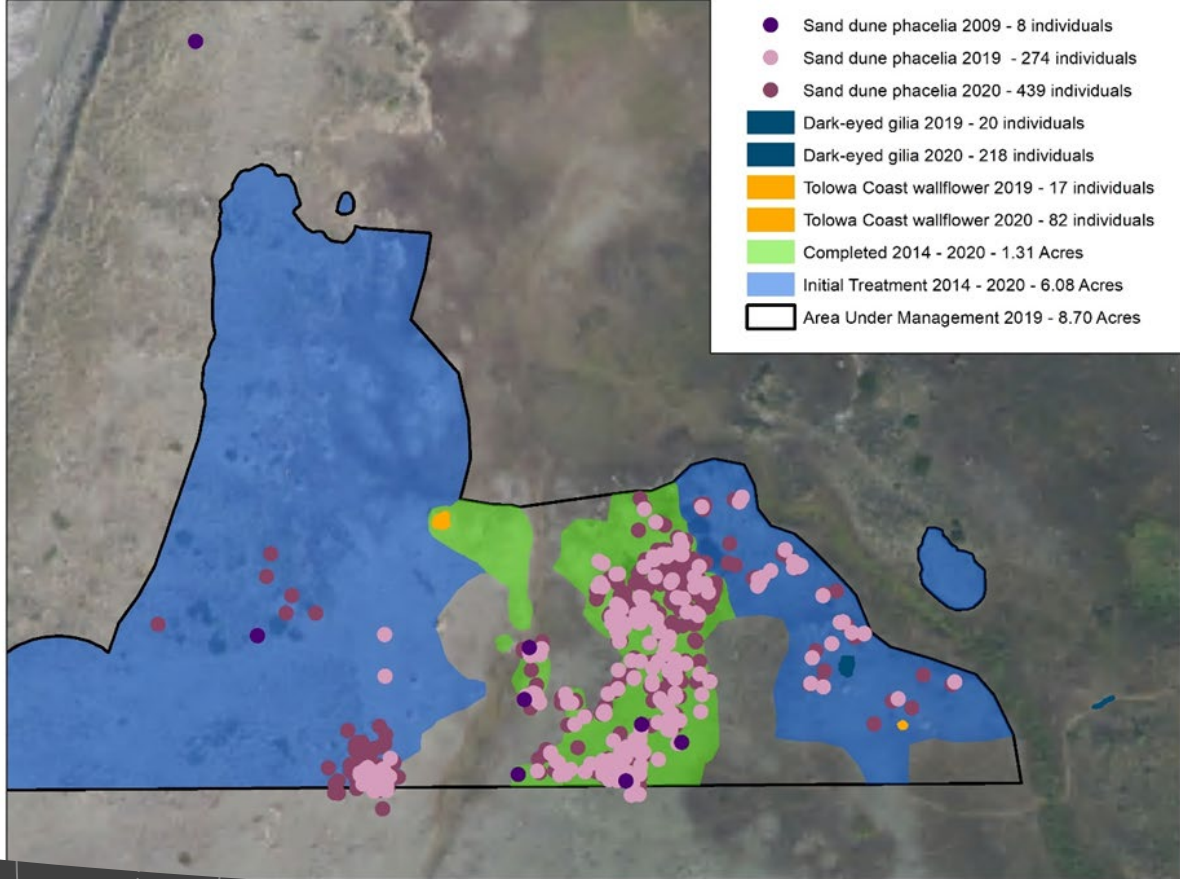 Sand dune phacelia 2009 - 8 individuals
Sand dune phacelia 2019 - 274 individuals
Sand dune phacelia 2020 - 439 individuals
Dark-eyed gilia 2019 - 20 individuals
Dark-eyed gilia 2020 - 218 individuals
Tolowa Coast wallflower 2019 - 17 individuals
Tolowa Coast wallflower 2020 - 82 individuals
Completed 2014 - 2020 - 1.31 Acres
Initial Treatment 2014 - 2020 - 6.08 Acres
Area Under Management 2019 - 8.70 Acres